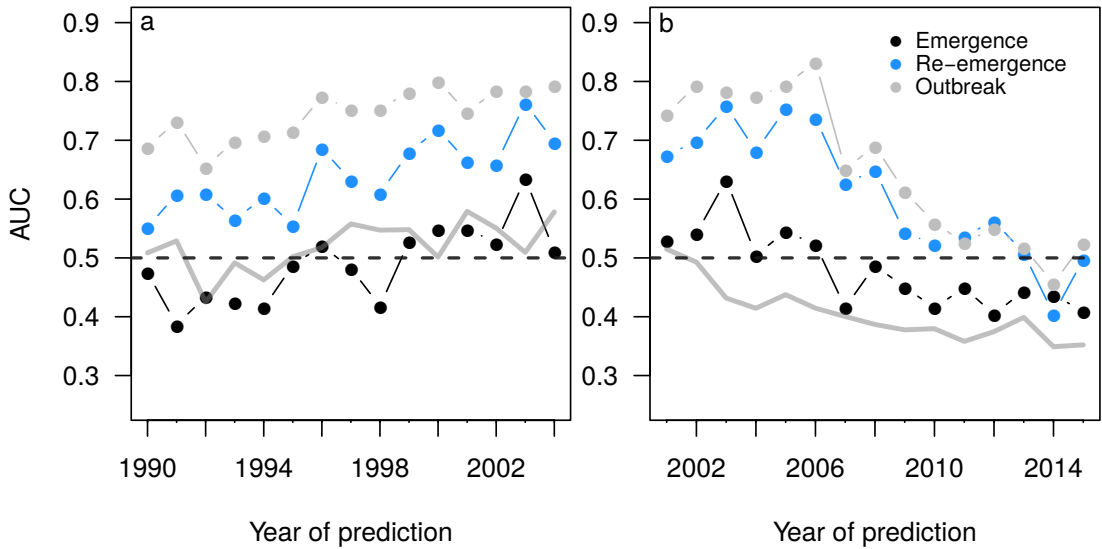 a
b
0.9
0.8
0.7
0.6
0.5
0.4
0.3
AUC
0.9
0.8
0.7
0.6
0.5
0.4
0.3
Emergence
Re−emergence
Outbreak
1990
1994
1998
2002
2002
2006
2010
2014
Year of prediction
Year of prediction